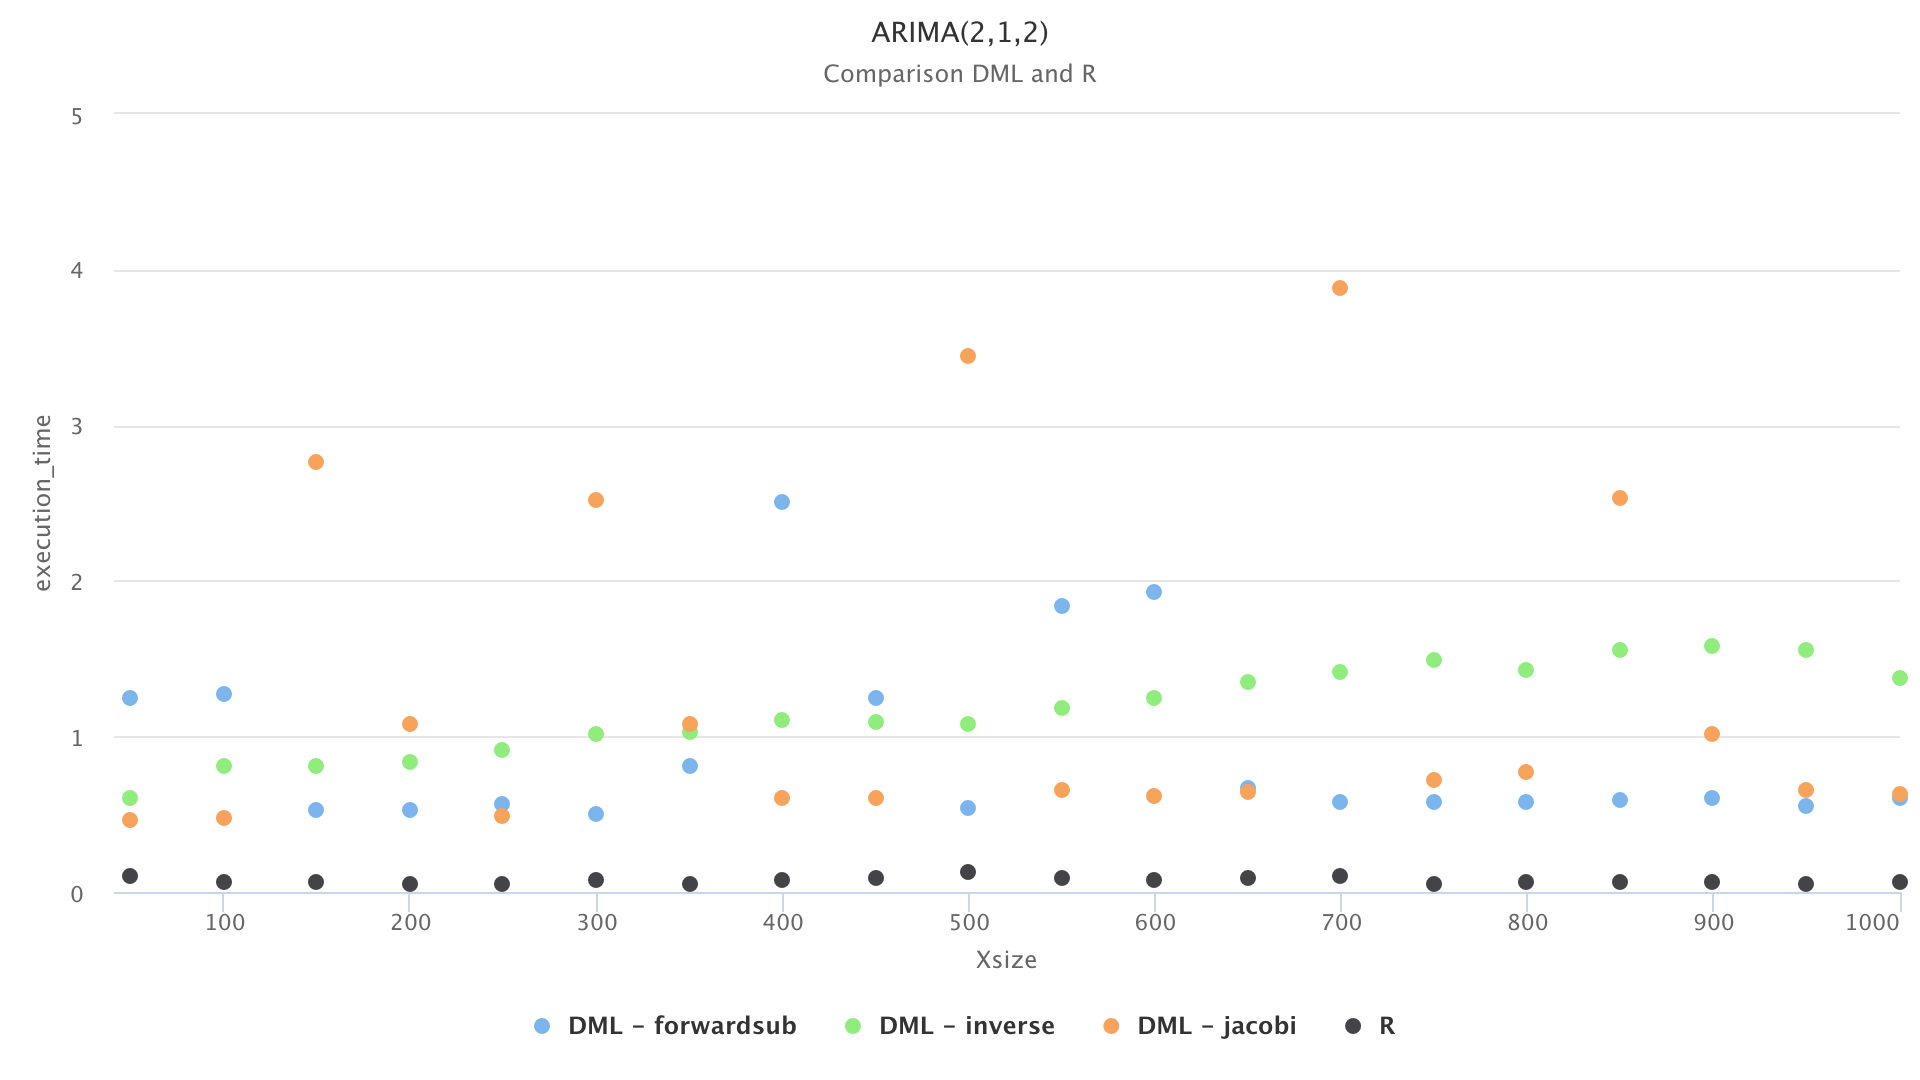 ARIMA(2,1,2)
Comparison DML and R
5
4
3
2
1
0
execution_time
100 200 300 400 500 600 700 800 900 1000
Xsize
DML - forwardsub DML - inverse DML - jacobi R